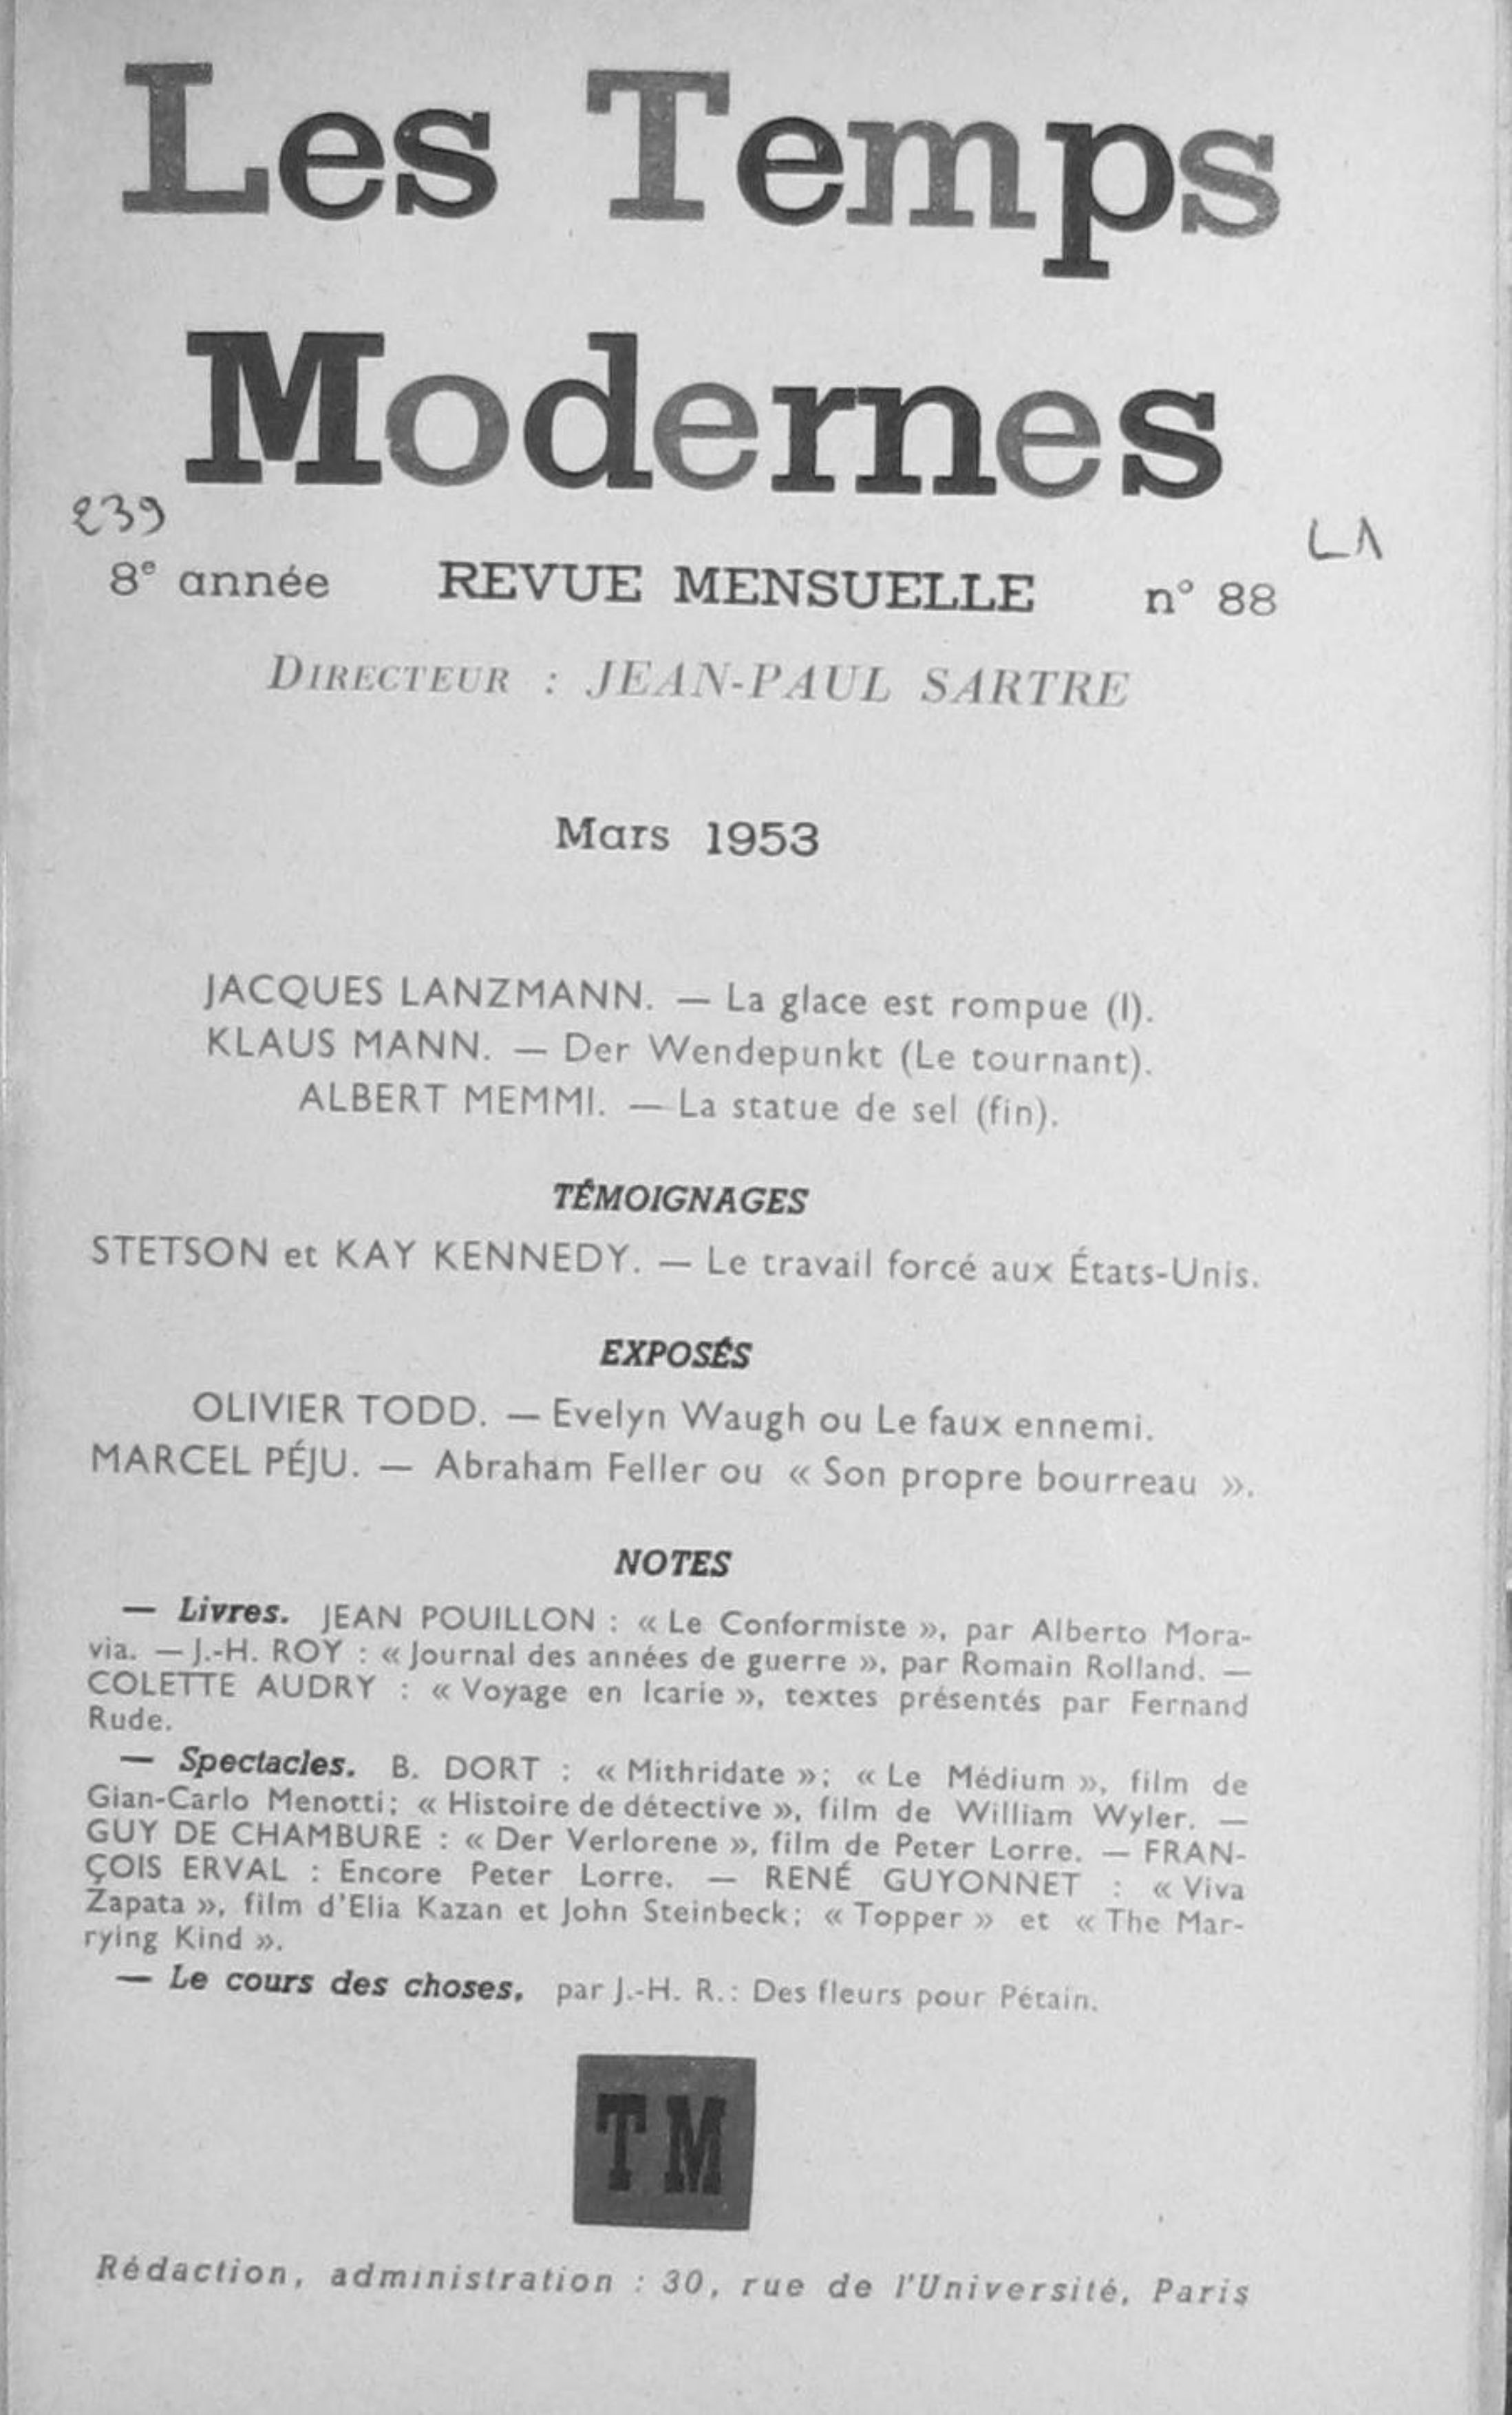 Les Temps
Modernes
239
L1
8e année REVUE MENSUELLE n° 88
DIRECTEUR : JEAN-PAUL SARTRE
Mars 1953
JACQUES LANZMANN. — La glace est rompue (I).
KLAUS MANN. — Der Wendepunkt (Le tournant).
ALBERT MEMMI. — La statue de sel (fin).
TÉMOIGNAGES
STETSON et KAY KENNEDY. — Le travail forcé aux États-Unis.
EXPOSÉS
OLIVIER TODD. — Evelyn Waugh ou Le faux ennemi.
MARCEL PÉJU. — Abraham Feller ou « Son propre bourreau ».
NOTES
— Livres. JEAN POUILLON : « Le Conformiste », par Alberto Mora-
via. — J.-H. ROY : « Journal des années de guerre », par Romain Rolland. —
COLETTE AUDRY : « Voyage en Icarie », textes présentés par Fernand
Rude.
— Spectacles. B. DORT : « Mithridate »; « Le Médium », film de
Gian-Carlo Menotti; « Histoire de détective », film de William Wyler. —
GUY DE CHAMBURE : « Der Verlorene », film de Peter Lorre. — FRAN-
ÇOIS ERVAL : Encore Peter Lorre. — RENÉ GUYONNET : « Viva
Zapata », film d'Elia Kazan et John Steinbeck; « Topper » et « The Mar-
rying Kind ».
— Le cours des choses, par J.-H. R.: Des fleurs pour Pétain.
TM
Rédaction, administration : 30, rue de l'Université, Paris